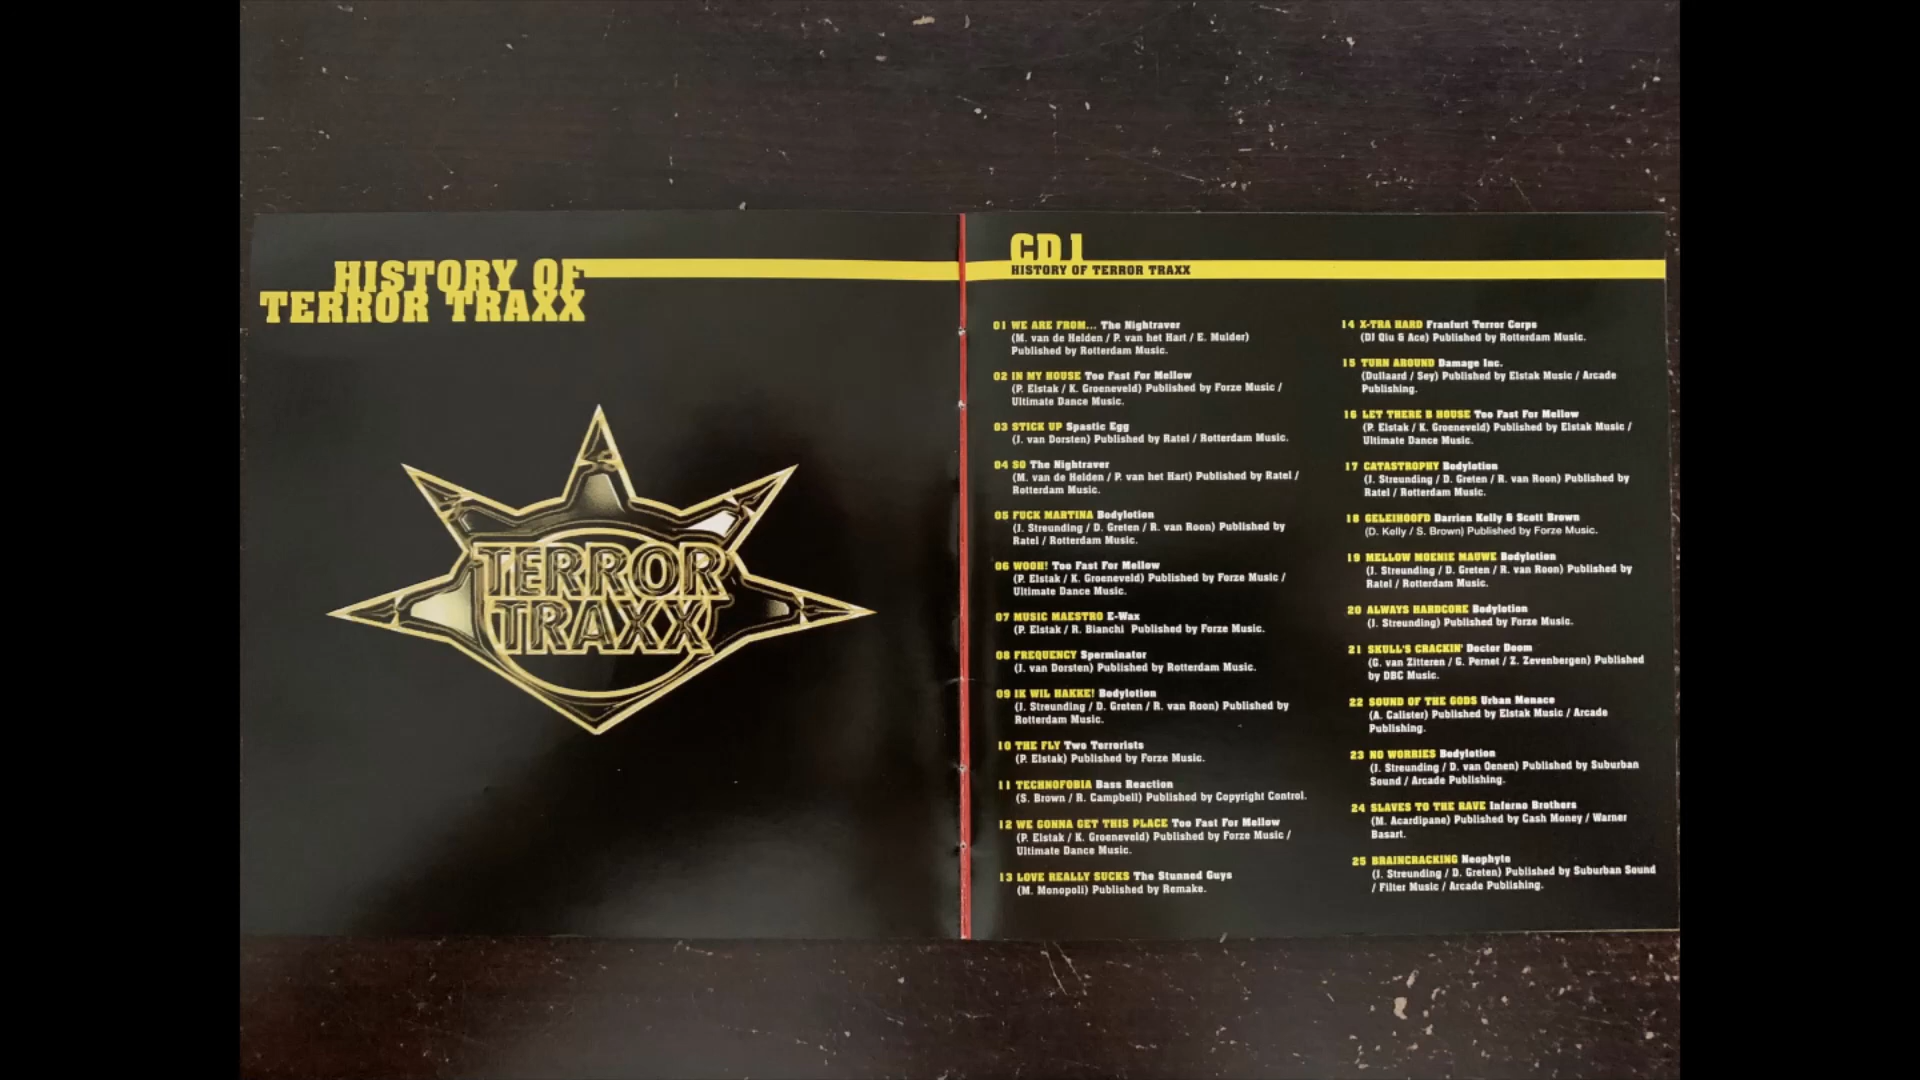 HISTORY OF
TERROR TRAXX
TERROR
TRAXX
CD1
HISTORY OF TERROR TRAXX
01 WE ARE FROM... The Nightraver
(M. van de Helden / P. van het Hart / E. Mulder)
Published by Rotterdam Music.
02 IN MY HOUSE Too Fast For Mellow
(P. Elstak / K. Groeneveld) Published by Forze Music /
Ultimate Dance Music.
03 STICK UP Spastic Egg
(J. van Dorsten) Published by Ratel / Rotterdam Music.
04 SO The Nightraver
(M. van de Helden / P. van het Hart) Published by Ratel /
Rotterdam Music.
05 FUCK MARTINA Bodylotion
(J. Streunding / D. Greten / R. van Roon) Published by
Ratel / Rotterdam Music.
06 WOOH! Too Fast For Mellow
(P. Elstak / K. Groeneveld) Published by Forze Music /
Ultimate Dance Music.
07 MUSIC MAESTRO E-Wax
(P. Elstak / R. Bianchi Published by Forze Music.
08 FREQUENCY Sperminator
(J. van Dorsten) Published by Rotterdam Music.
09 IK WIL HAKKE! Bodylotion
(J. Streunding / D. Greten / R. van Roon) Published by
Rotterdam Music.
10 THE FLY Two Terrorists
(P. Elstak) Published by Forze Music.
11 TECHNOFOBIA Bass Reaction
(S. Brown / R. Campbell) Published by Copyright Control.
12 WE GONNA GET THIS PLACE Too Fast For Mellow
(P. Elstak / K. Groeneveld) Published by Forze Music /
Ultimate Dance Music.
13 LOVE REALLY SUCKS The Stunned Guys
(M. Monopoli) Published by Remake.
14 X-TRA HARD Franfurt Terror Corps
(DJ Qiu & Ace) Published by Rotterdam Music.
15 TURN AROUND Damage Inc.
(Dullaard / Sey) Published by Elstak Music / Arcade
Publishing.
16 LET THERE B HOUSE Too Fast For Mellow
(P. Elstak / K. Groeneveld) Published by Elstak Music /
Ultimate Dance Music.
17 CATASTROPHY Bodylotion
(J. Streunding / D. Greten / R. van Roon) Published by
Ratel / Rotterdam Music.
18 GELEIHOOFD Darrien Kelly & Scott Brown
(D. Kelly / S. Brown) Published by Forze Music.
19 MELLOW MOENIE MAUWE Bodylotion
(J. Streunding / D. Greten / R. van Roon) Published by
Ratel / Rotterdam Music.
20 ALWAYS HARDCORE Bodylotion
(J. Streunding) Published by Forze Music.
21 SKULL'S CRACKIN' Doctor Doom
(G. van Zitteren / G. Pernet / Z. Zevenbergen) Published
by DBC Music.
22 SOUND OF THE GODS Urban Menace
(A. Calister) Published by Elstak Music / Arcade
Publishing.
23 NO WORRIES Bodylotion
(J. Streunding / D. van Oenen) Published by Suburban
Sound / Arcade Publishing.
24 SLAVES TO THE RAVE Inferno Brothers
(M. Acardipane) Published by Cash Money / Warner
Basart.
25 BRAINCRACKING Neophyte
(J. Streunding / D. Greten) Published by Suburban Sound
/ Filter Music / Arcade Publishing.